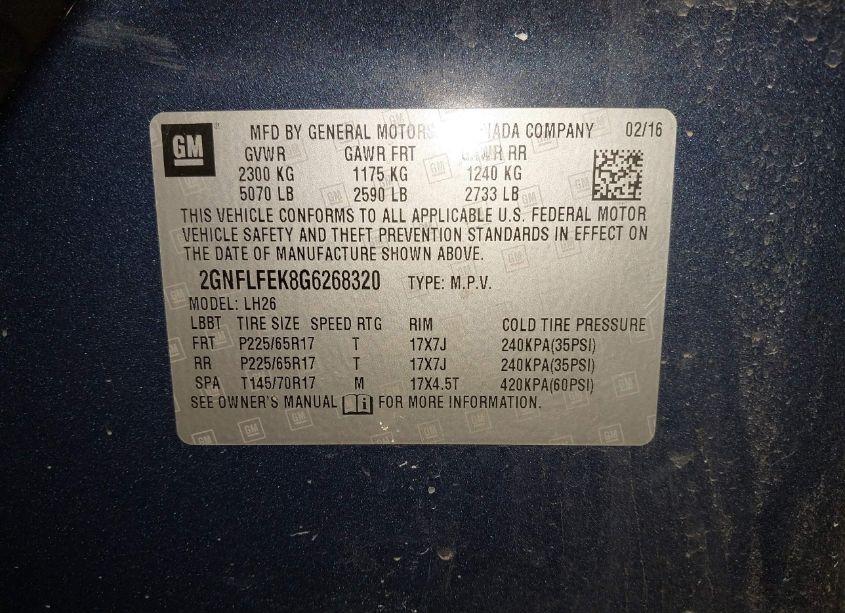 GM MFD BY GENERAL MOTORS NADA COMPANY 02/16
GVWR GAWR FRT GAWR RR
2300 KG 1175 KG 1240 KG
5070 LB 2590 LB 2733 LB
THIS VEHICLE CONFORMS TO ALL APPLICABLE U.S. FEDERAL MOTOR
VEHICLE SAFETY AND THEFT PREVENTION STANDARDS IN EFFECT ON
THE DATE OF MANUFACTURE SHOWN ABOVE.
2GNFLFEK8G6268320 TYPE: M.P.V.
MODEL: LH26
LBBT TIRE SIZE SPEED RTG RIM COLD TIRE PRESSURE
FRT P225/65R17 T 17X7J 240KPA(35PSI)
RR P225/65R17 T 17X7J 240KPA(35PSI)
SPA T145/70R17 M 17X4.5T 420KPA(60PSI)
SEE OWNER'S MANUAL i FOR MORE INFORMATION.